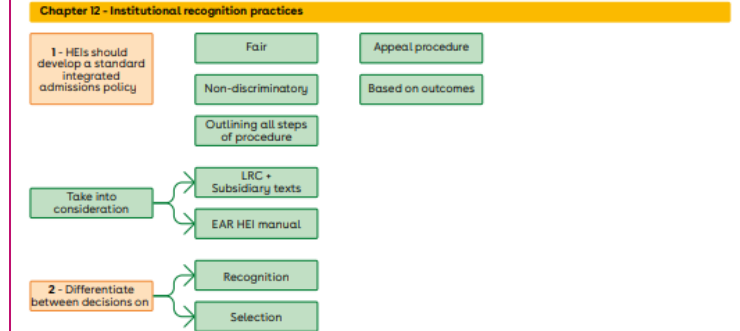 Chapter 12 - Institutional recognition practices
1 - HEIs should
develop a standard
integrated
admissions policy
Fair
Appeal procedure
Non-discriminatory
Based on outcomes
Outlining all steps
of procedure
Take into
consideration
LRC +
Subsidiary texts
EAR HEI manual
2 - Differentiate
between decisions on
Recognition
Selection